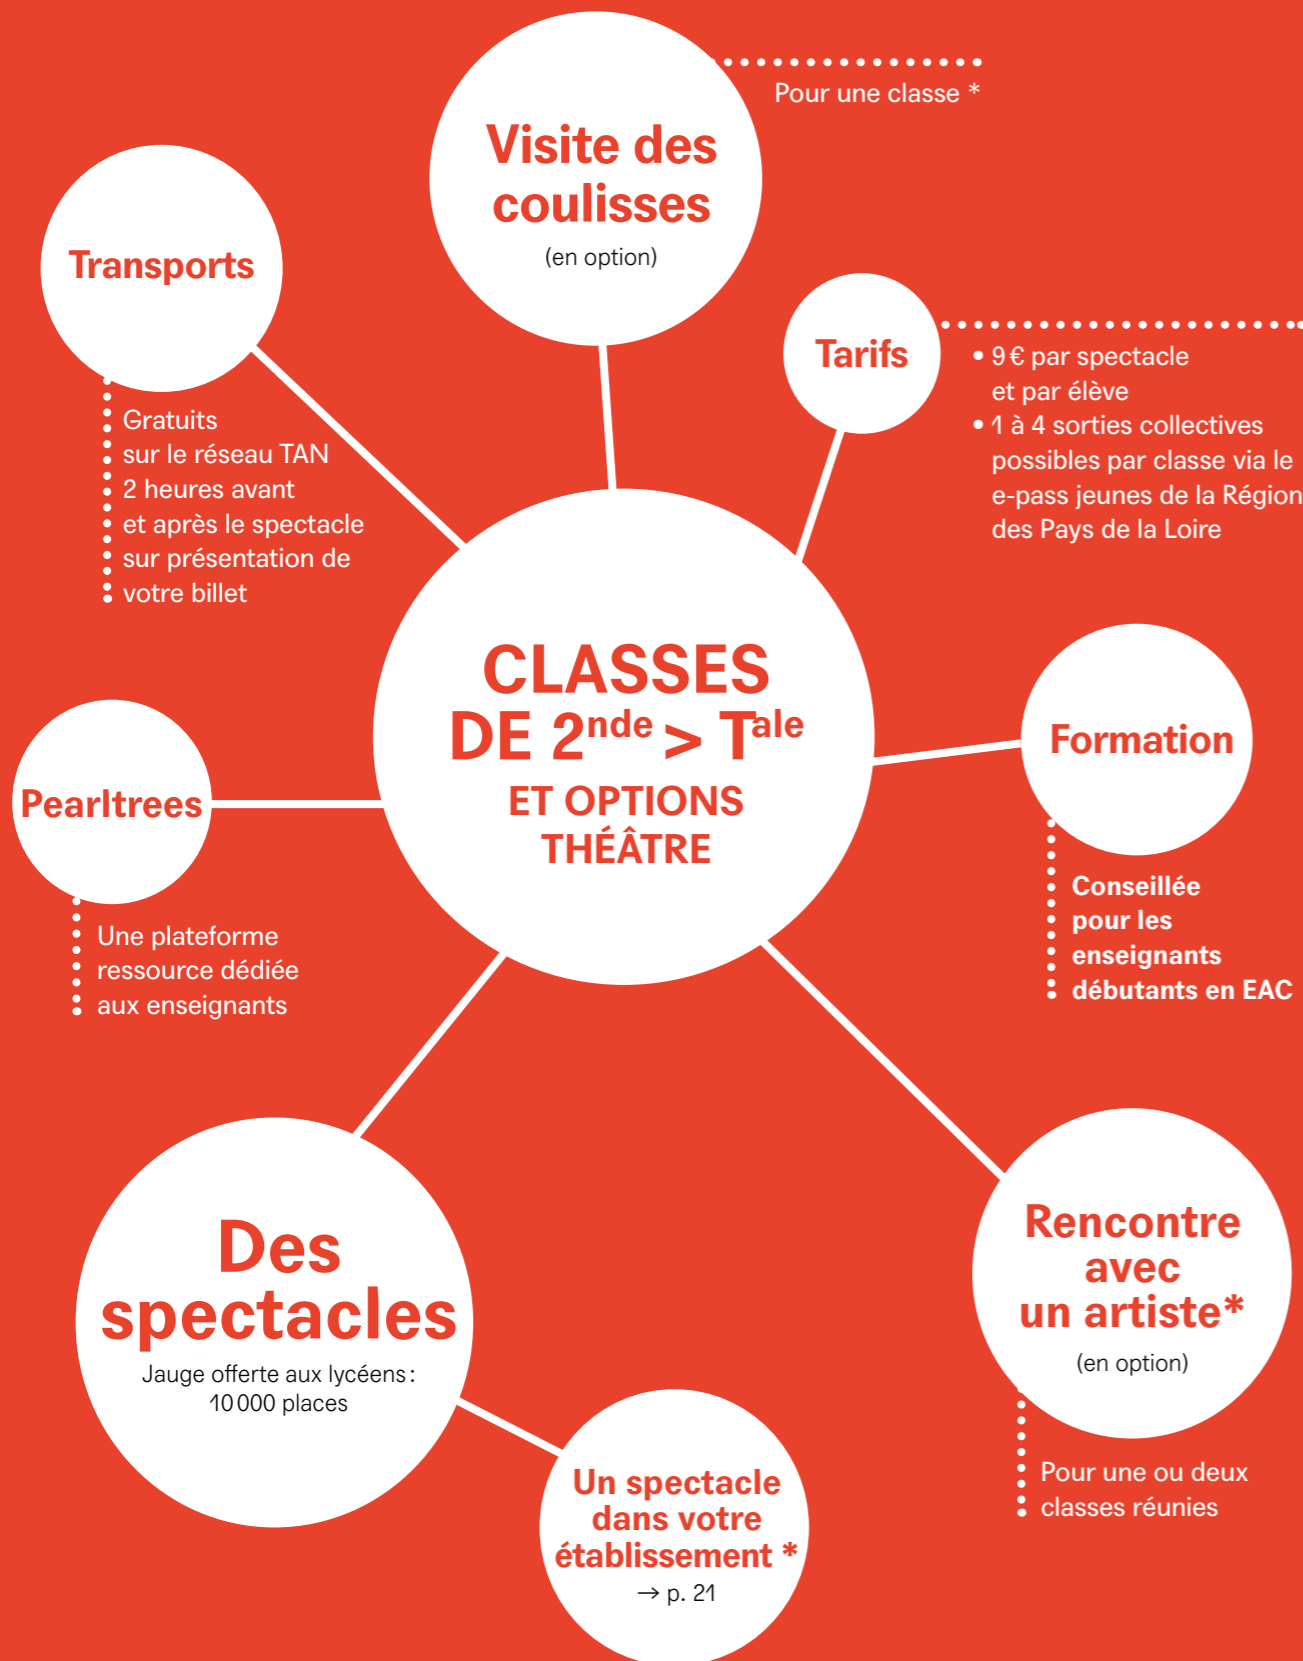 Pour une classe *
Visite des
coulisses
(en option)
Transports
Gratuits
sur le réseau TAN
2 heures avant
et après le spectacle
sur présentation de
votre billet
Tarifs
• 9 € par spectacle
et par élève
• 1 à 4 sorties collectives
possibles par classe via le
e-pass jeunes de la Région
des Pays de la Loire
CLASSES
DE 2nde > Tale
ET OPTIONS
THÉÂTRE
Formation
Conseillée
pour les
enseignants
débutants en EAC
Pearltrees
Une plateforme
ressource dédiée
aux enseignants
Des
spectacles
Jauge offerte aux lycéens :
10 000 places
Rencontre
avec
un artiste*
(en option)
Pour une ou deux
classes réunies
Un spectacle
dans votre
établissement *
→ p. 21